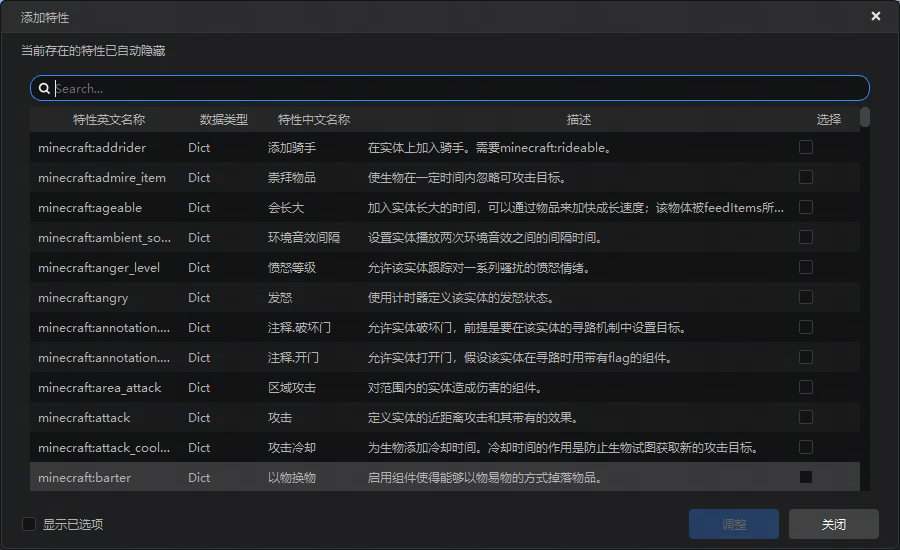 添加特性
当前存在的特性已自动隐藏
Search...
特性英文名称 数据类型 特性中文名称 描述 选择
minecraft:addrider Dict 添加骑手 在实体上加入骑手。需要minecraft:rideable。
minecraft:admire_item Dict 崇拜物品 使生物在一定时间内忽略可攻击目标。
minecraft:ageable Dict 会长大 加入实体长大的时间，可以通过物品来加快成长速度；该物体被feedItems所...
minecraft:ambient_so... Dict 环境音效间隔 设置实体播放两次环境音效之间的间隔时间。
minecraft:anger_level Dict 愤怒等级 允许该实体跟踪对一系列骚扰的愤怒情绪。
minecraft:angry Dict 发怒 使用计时器定义该实体的发怒状态。
minecraft:annotation.... Dict 注释.破坏门 允许实体破坏门，前提是要在该实体的寻路机制中设置目标。
minecraft:annotation.... Dict 注释.开门 允许实体打开门，假设该实体在寻路时用带有flag的组件。
minecraft:area_attack Dict 区域攻击 对范围内的实体造成伤害的组件。
minecraft:attack Dict 攻击 定义实体的近距离攻击和其带有的效果。
minecraft:attack_cool... Dict 攻击冷却 为生物添加冷却时间。冷却时间的作用是防止生物试图获取新的攻击目标。
minecraft:barter Dict 以物换物 启用组件使得能够以物易物的方式掉落物品。
显示已选项 调整 关闭